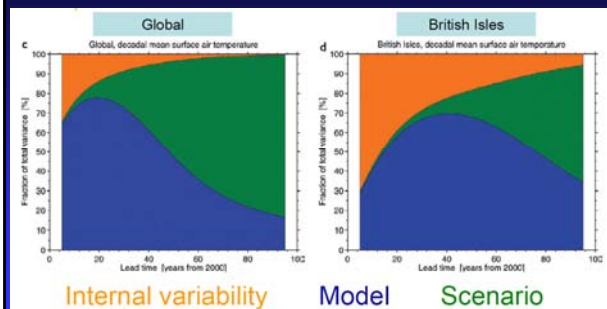 Global
British Isles
c
Global, decadal mean surface air temperature
d
British Isles, decadal mean surface air temperature
Fraction of total variance [%]
100
90
80
70
60
50
40
30
20
10
0
0 20 40 60 80
Lead time [years from 2000]
Fraction of total variance [%]
100
90
80
70
60
50
40
30
20
10
0
0 20 40 60 80
Lead time [years from 2000]
Internal variability Model Scenario